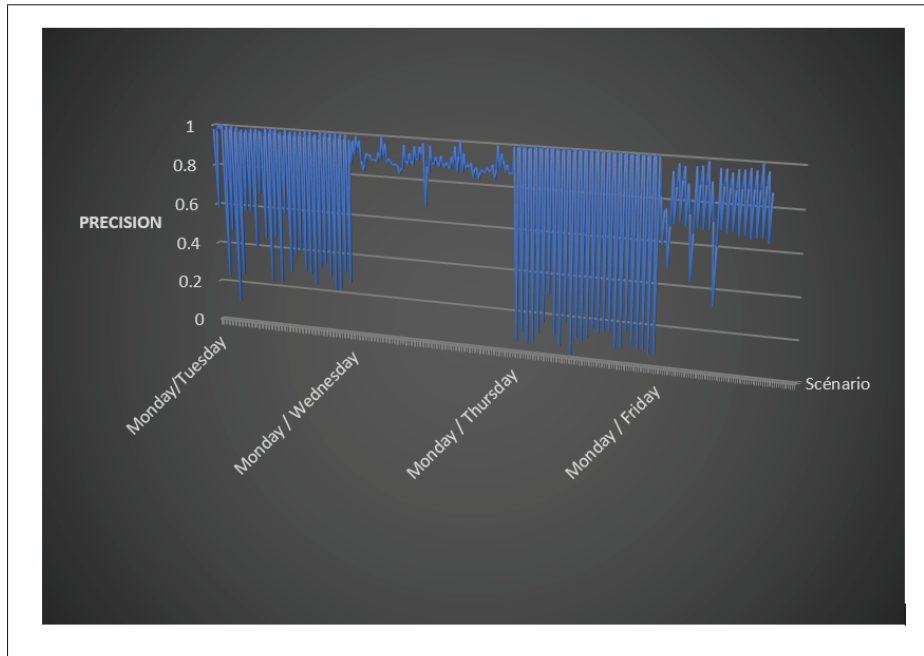 1
0.8
PRECISION
0.6
0.4
0.2
0
Monday/Tuesday
Monday / Wednesday
Monday / Thursday
Monday / Friday
Scénario